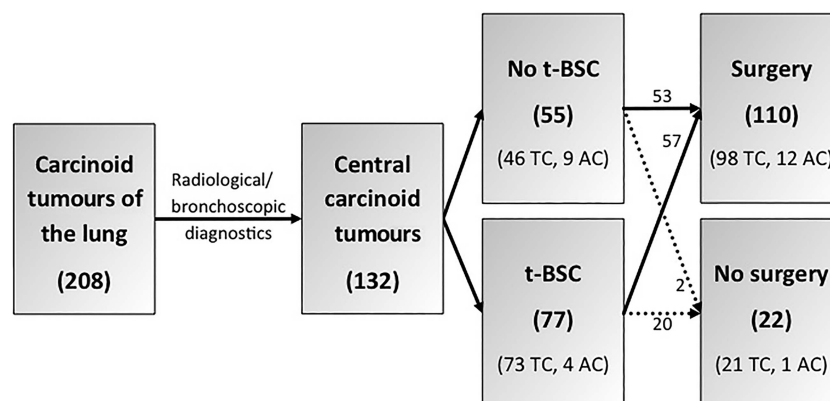 Carcinoid
tumours of
the lung
(208)
Radiological/
bronchoscopic
diagnostics
Central
carcinoid
tumours
(132)
No t-BSC
(55)
(46 TC, 9 AC)
t-BSC
(77)
(73 TC, 4 AC)
53
57
2
20
Surgery
(110)
(98 TC, 12 AC)
No surgery
(22)
(21 TC, 1 AC)